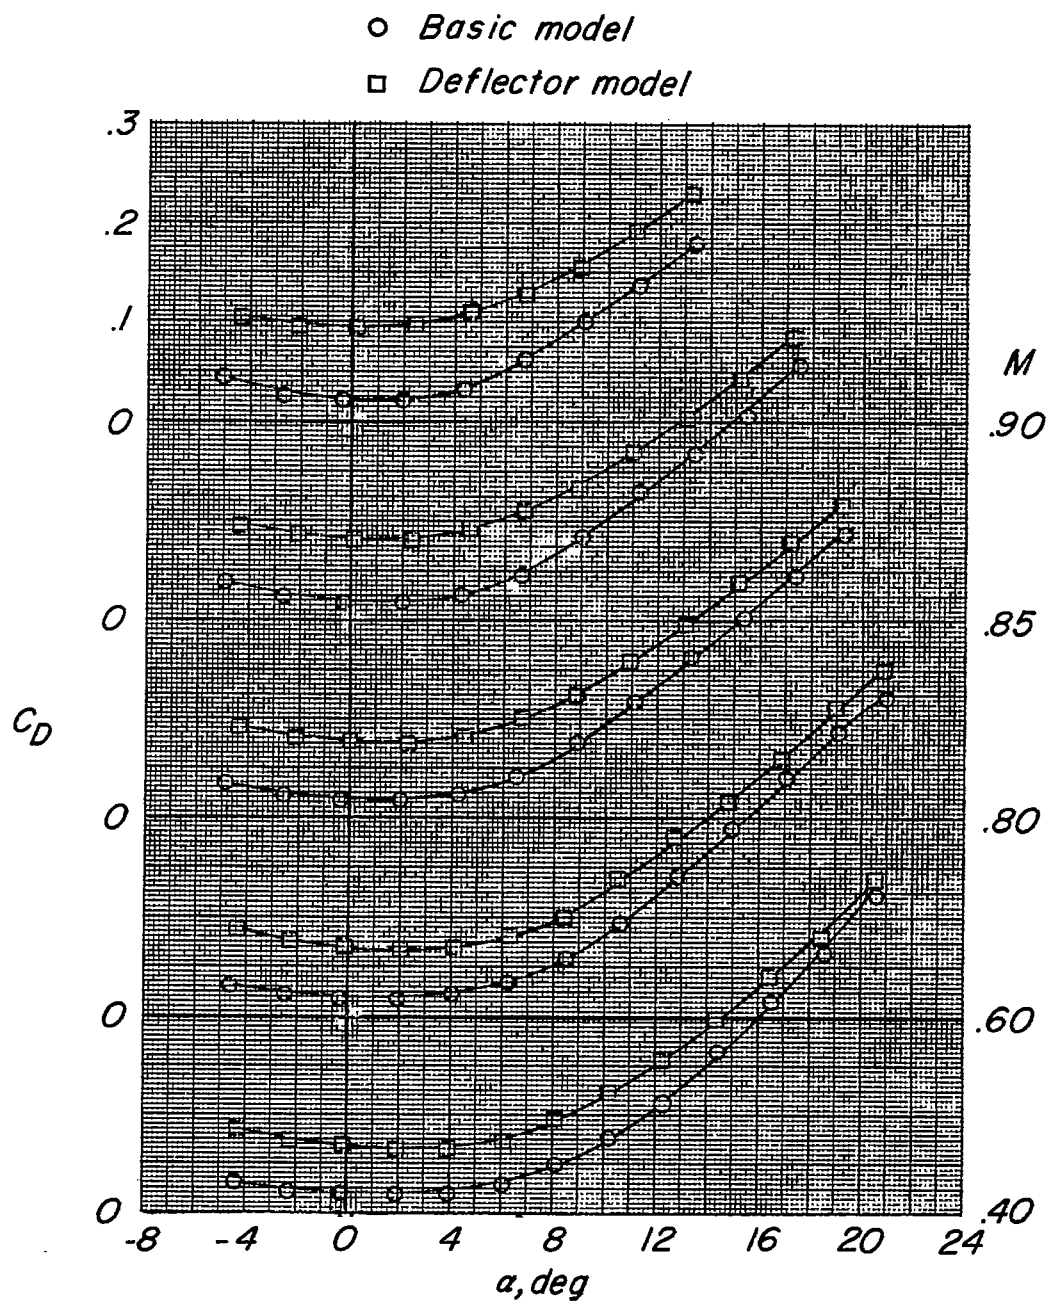 Basic model
Deflector model
.3
.2
.1
M
0 .90
0 .85
C_D
0 .80
0 .60
0 .40
-8 -4 0 4 8 12 16 20 24
α, deg